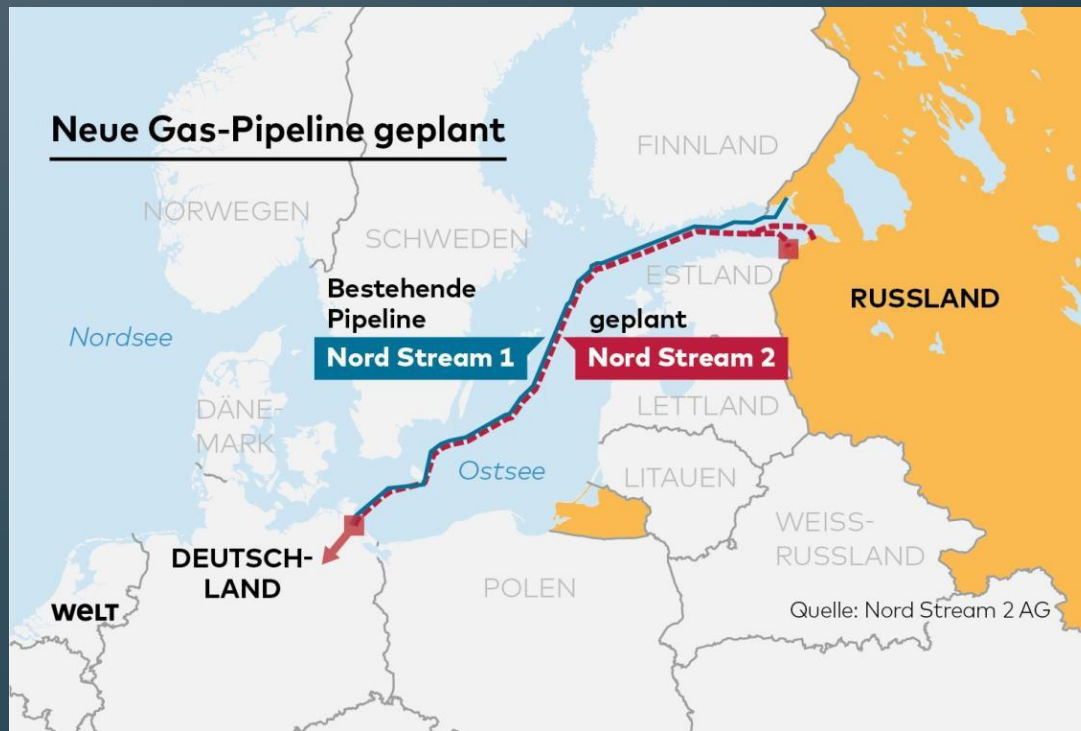 Neue Gas-Pipeline geplant
FINNLAND
NORWEGEN
SCHWEDEN
ESTLAND
Bestehende
Pipeline
Nord Stream 1
geplant
Nord Stream 2
RUSSLAND
Nordsee
DÄNE-
MARK
LETTLAND
Ostsee
LITAUEN
WEISS-
RUSSLAND
DEUTSCH-
LAND
POLEN
WELT
Quelle: Nord Stream 2 AG